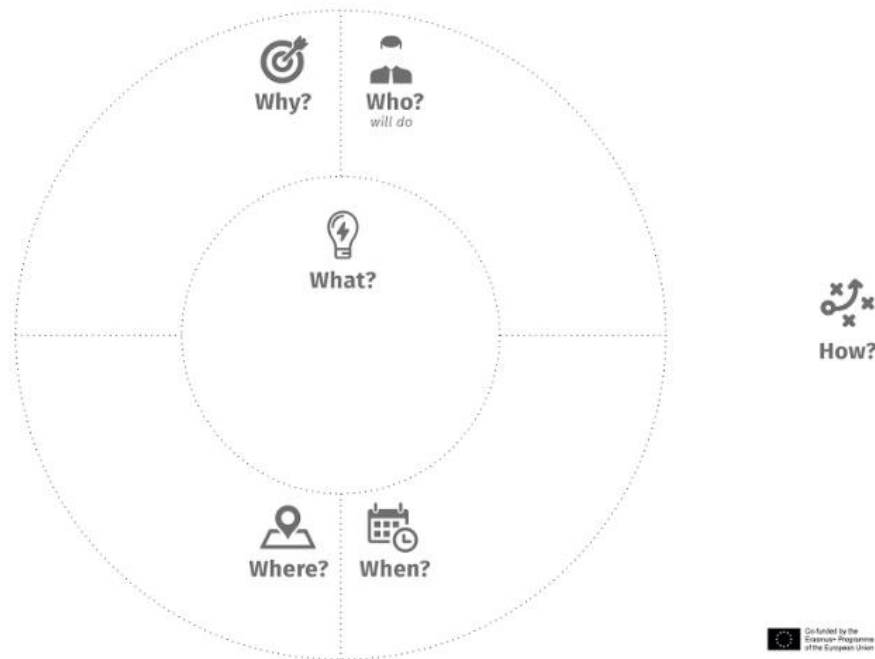 Why?
Who?
will do
What?
How?
Where?
When?
Co-funded by the
Erasmus+ Programme
of the European Union